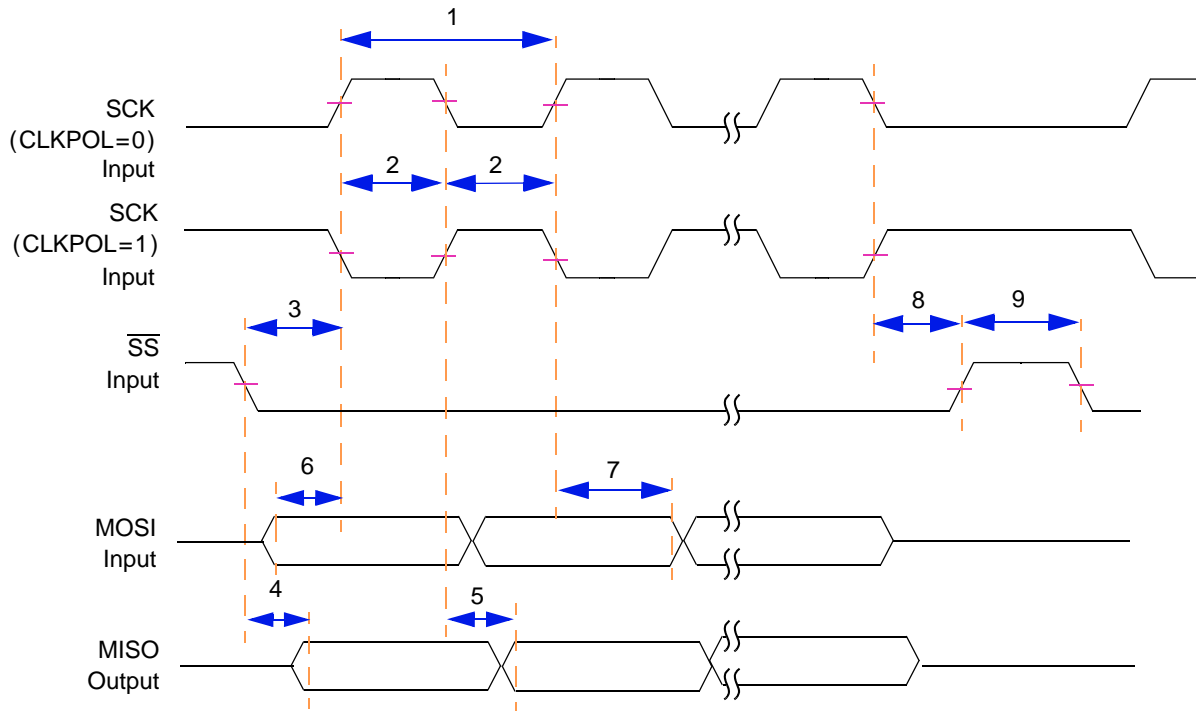 1
SCK
(CLKPOL=0)
Input
2 2
SCK
(CLKPOL=1)
Input
3
8 9
SS
Input
6 7
MOSI
Input
4 5
MISO
Output